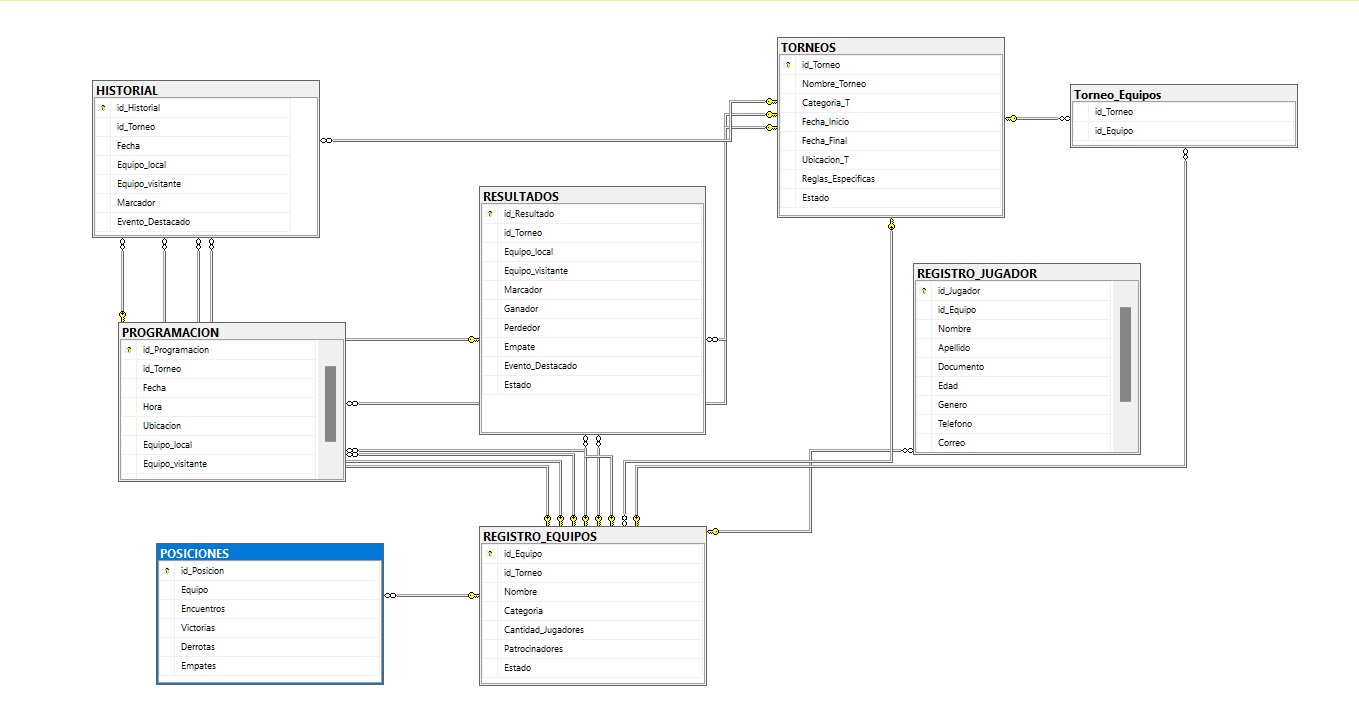 HISTORIAL
id_Historial
id_Torneo
Fecha
Equipo_local
Equipo_visitante
Marcador
Evento_Destacado
TORNEOS
id_Torneo
Nombre_Torneo
Categoria_T
Fecha_Inicio
Fecha_Final
Ubicacion_T
Reglas_Especificas
Estado
Torneo_Equipos
id_Torneo
id_Equipo
RESULTADOS
id_Resultado
id_Torneo
Equipo_local
Equipo_visitante
Marcador
Ganador
Perdedor
Empate
Evento_Destacado
Estado
REGISTRO_JUGADOR
id_Jugador
id_Equipo
Nombre
Apellido
Documento
Edad
Genero
Telefono
Correo
PROGRAMACION
id_Programacion
id_Torneo
Fecha
Hora
Ubicacion
Equipo_local
Equipo_visitante
REGISTRO_EQUIPOS
id_Equipo
id_Torneo
Nombre
Categoria
Cantidad_Jugadores
Patrocinadores
Estado
POSICIONES
id_Posicion
Equipo
Encuentros
Victorias
Derrotas
Empates